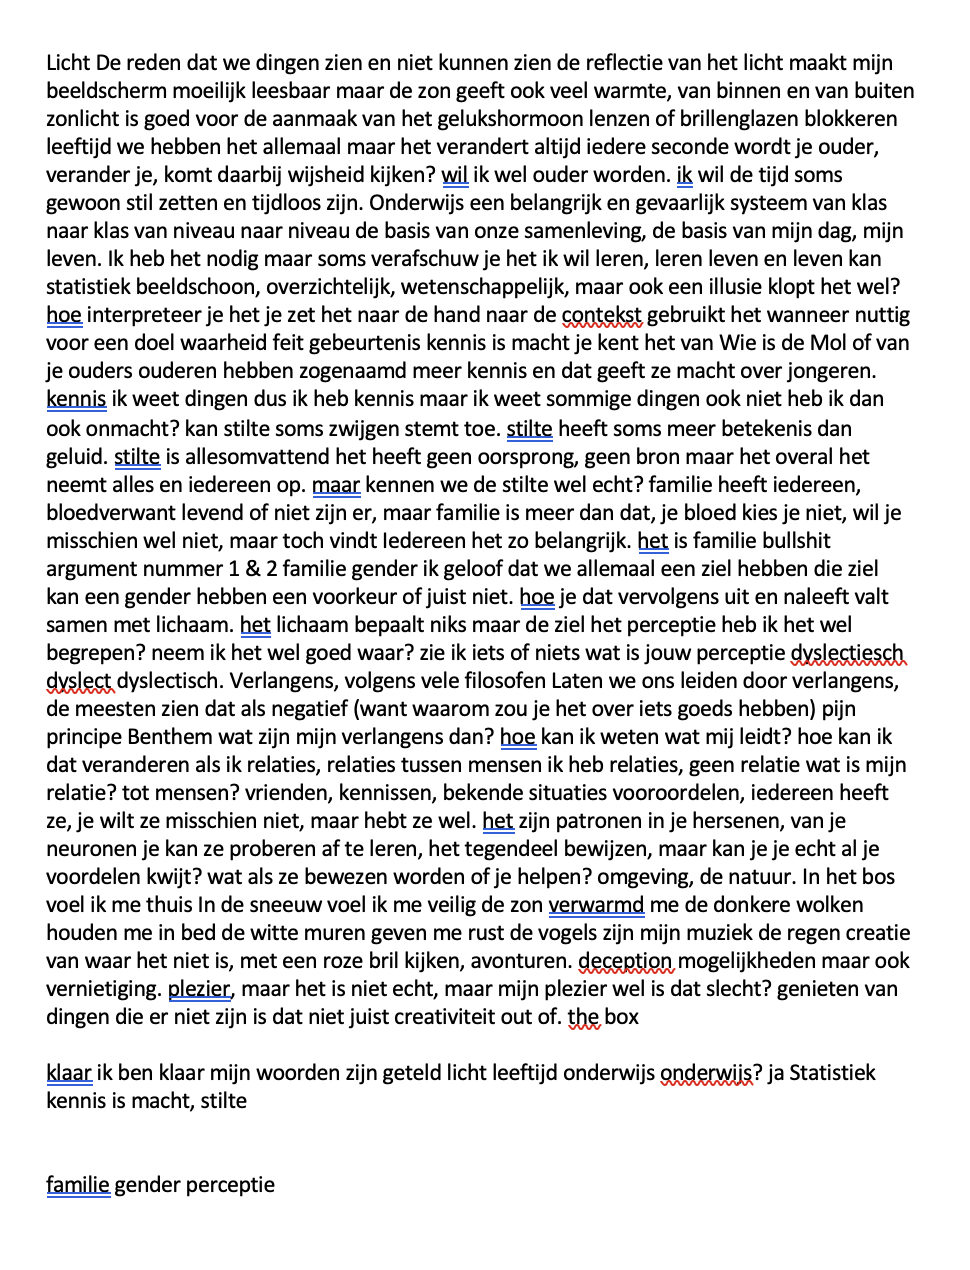 Licht De reden dat we dingen zien en niet kunnen zien de reflectie van het licht maakt mijn
beeldscherm moeilijk leesbaar maar de zon geeft ook veel warmte, van binnen en van buiten
zonlicht is goed voor de aanmaak van het gelukshormoon lenzen of brillenglazen blokkeren
leeftijd we hebben het allemaal maar het verandert altijd iedere seconde wordt je ouder,
verander je, komt daarbij wijsheid kijken? wil ik wel ouder worden. ik wil de tijd soms
gewoon stil zetten en tijdloos zijn. Onderwijs een belangrijk en gevaarlijk systeem van klas
naar klas van niveau naar niveau de basis van onze samenleving, de basis van mijn dag, mijn
leven. Ik heb het nodig maar soms verafschuw je het ik wil leren, leren leven en leven kan
statistiek beeldschoon, overzichtelijk, wetenschappelijk, maar ook een illusie klopt het wel?
hoe interpreteer je het je zet het naar de hand naar de contekst gebruikt het wanneer nuttig
voor een doel waarheid feit gebeurtenis kennis is macht je kent het van Wie is de Mol of van
je ouders ouderen hebben zogenaamd meer kennis en dat geeft ze macht over jongeren.
kennis ik weet dingen dus ik heb kennis maar ik weet sommige dingen ook niet heb ik dan
ook onmacht? kan stilte soms zwijgen stemt toe. stilte heeft soms meer betekenis dan
geluid. stilte is allesomvattend het heeft geen oorsprong, geen bron maar het overal het
neemt alles en iedereen op. maar kennen we de stilte wel echt? familie heeft iedereen,
bloedverwant levend of niet zijn er, maar familie is meer dan dat, je bloed kies je niet, wil je
misschien wel niet, maar toch vindt Iedereen het zo belangrijk. het is familie bullshit
argument nummer 1 & 2 familie gender ik geloof dat we allemaal een ziel hebben die ziel
kan een gender hebben een voorkeur of juist niet. hoe je dat vervolgens uit en naleeft valt
samen met lichaam. het lichaam bepaalt niks maar de ziel het perceptie heb ik het wel
begrepen? neem ik het wel goed waar? zie ik iets of niets wat is jouw perceptie dyslectiesch
dyslect dyslectisch. Verlangens, volgens vele filosofen Laten we ons leiden door verlangens,
de meesten zien dat als negatief (want waarom zou je het over iets goeds hebben) pijn
principe Benthem wat zijn mijn verlangens dan? hoe kan ik weten wat mij leidt? hoe kan ik
dat veranderen als ik relaties, relaties tussen mensen ik heb relaties, geen relatie wat is mijn
relatie? tot mensen? vrienden, kennissen, bekende situaties vooroordelen, iedereen heeft
ze, je wilt ze misschien niet, maar hebt ze wel. het zijn patronen in je hersenen, van je
neuronen je kan ze proberen af te leren, het tegendeel bewijzen, maar kan je je echt al je
voordelen kwijt? wat als ze bewezen worden of je helpen? omgeving, de natuur. In het bos
voel ik me thuis In de sneeuw voel ik me veilig de zon verwarmd me de donkere wolken
houden me in bed de witte muren geven me rust de vogels zijn mijn muziek de regen creatie
van waar het niet is, met een roze bril kijken, avonturen. deception mogelijkheden maar ook
vernietiging. plezier, maar het is niet echt, maar mijn plezier wel is dat slecht? genieten van
dingen die er niet zijn is dat niet juist creativiteit out of. the box
klaar ik ben klaar mijn woorden zijn geteld licht leeftijd onderwijs onderwijs? ja Statistiek
kennis is macht, stilte
familie gender perceptie